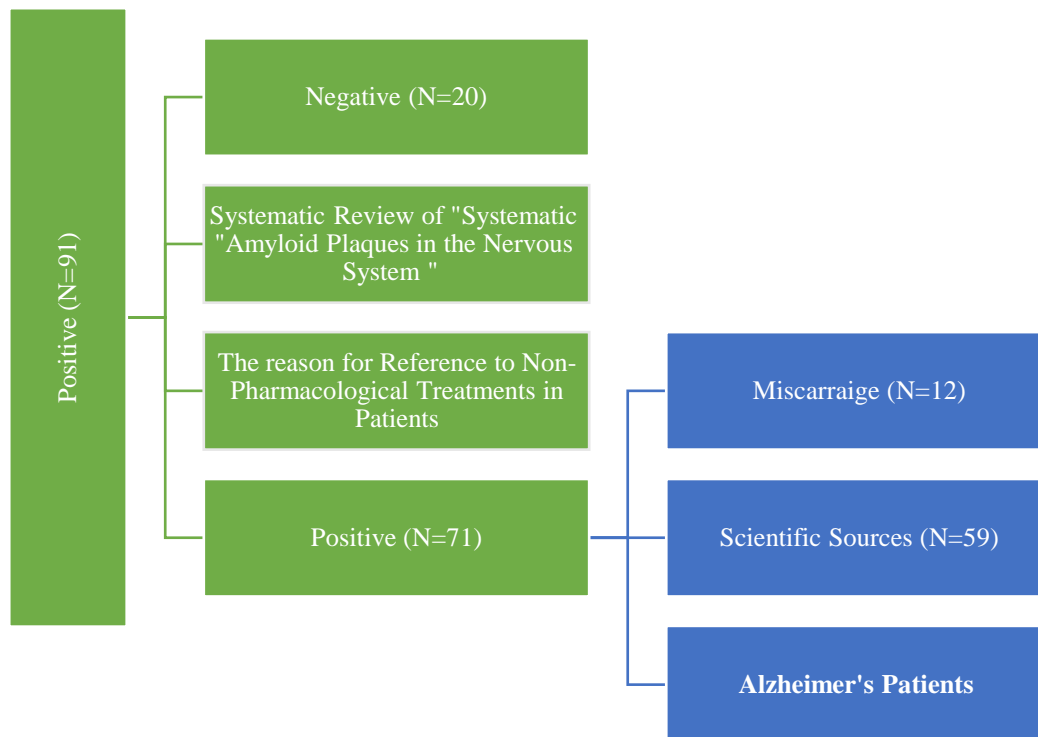 Positive (N=91)
Negative (N=20)
Systematic Review of "Systematic
"Amyloid Plaques in the Nervous
System "
The reason for Reference to Non-
Pharmacological Treatments in
Patients
Positive (N=71)
Miscarraige (N=12)
Scientific Sources (N=59)
Alzheimer's Patients